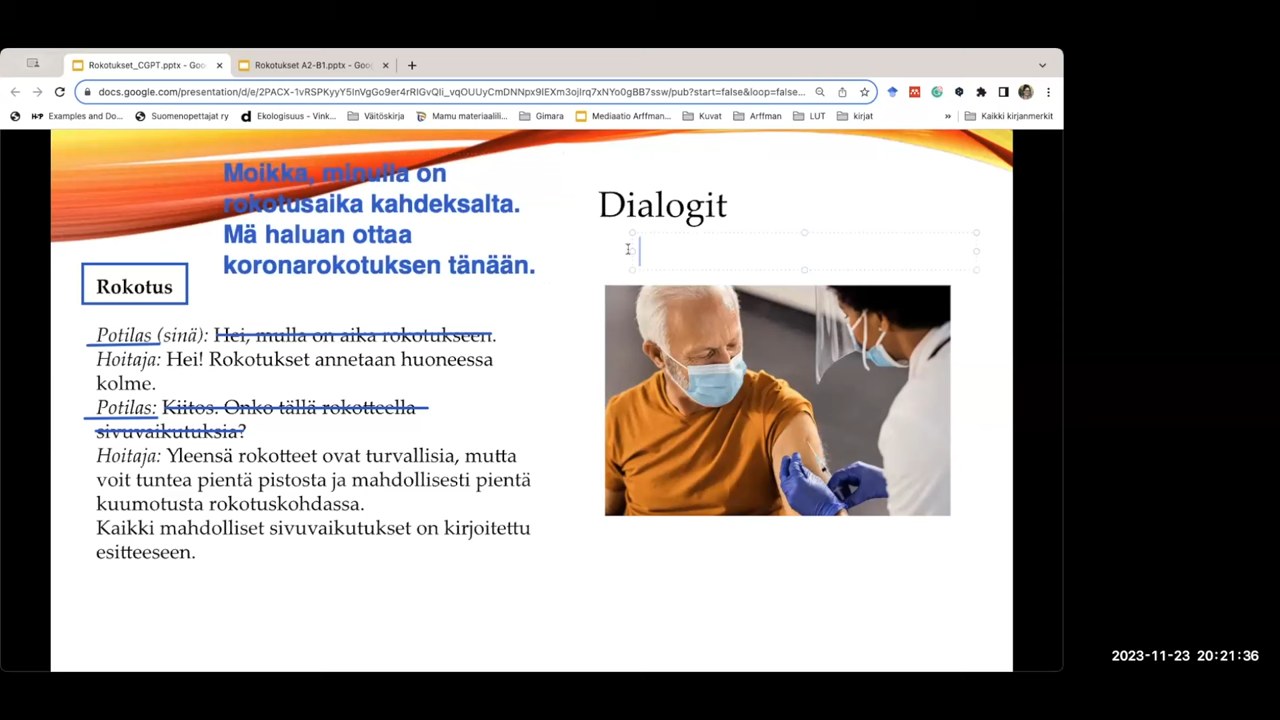 Rokotukset_CGPT.pptx - Goo
Rokotukset A2-B1.pptx - Goo
docs.google.com/presentation/d/e/2PACX-1vRSPKyyY5InVgGo9er4rRIGvQIi_vqOUUyCmDNNpx9IEXm3ojIrq7xNYo0gBB7ssw/pub?start=false&loop=false...
Examples and Do...
Suomenopettajat ry
Ekologisuus - Vink...
Väitöskirja
Mamu materiaalili...
Gimara
Mediaatio Arffman...
Kuvat
Arffman
LUT
kirjat
»
Kaikki kirjanmerkit
Moikka, minulla on
rokotusaika kahdeksalta.
Mä haluan ottaa
koronarokotuksen tänään.
Dialogit
Rokotus
Potilas (sinä): Hei, mulla on aika rokotukseen.
Hoitaja: Hei! Rokotukset annetaan huoneessa
kolme.
Potilas: Kiitos. Onko tällä rokotteella
sivuvaikutuksia?
Hoitaja: Yleensä rokotteet ovat turvallisia, mutta
voit tuntea pientä pistosta ja mahdollisesti pientä
kuumotusta rokotuskohdassa.
Kaikki mahdolliset sivuvaikutukset on kirjoitettu
esitteeseen.
2023-11-23 20:21:36